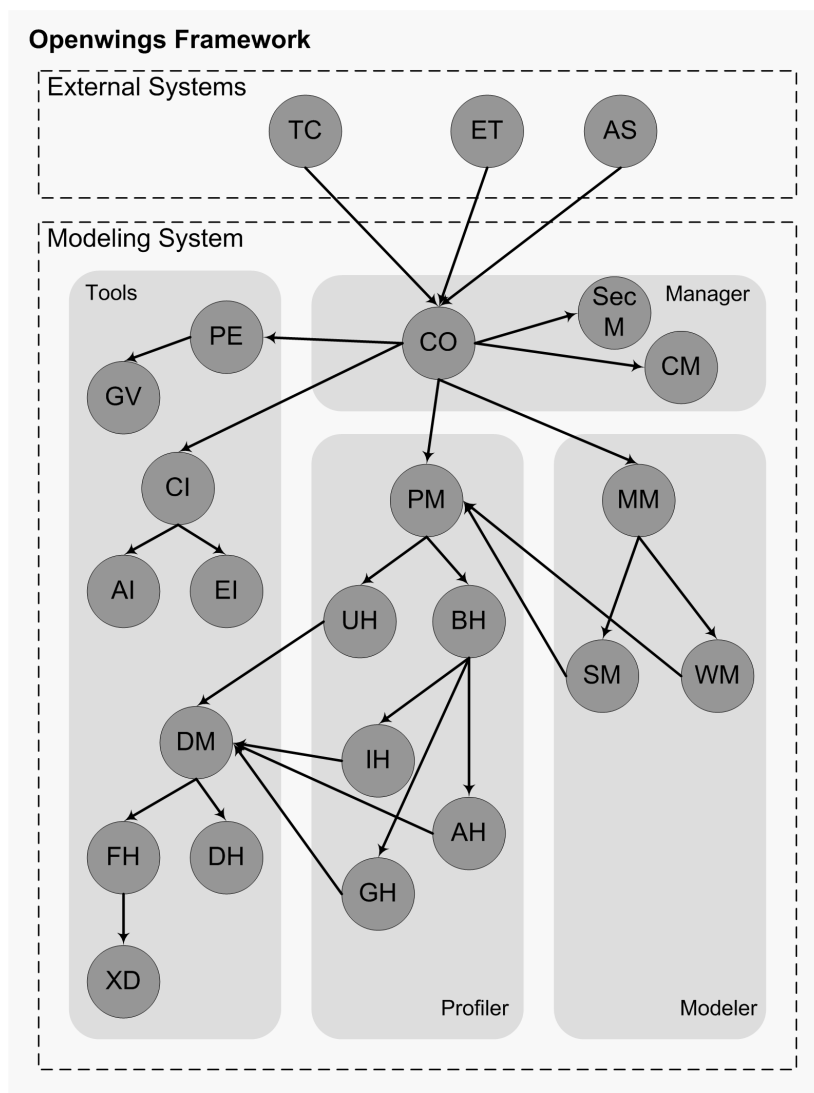 Openwings Framework
External Systems
TC
ET
AS
Modeling System
Tools
Manager
Sec
M
PE
CO
CM
GV
CI
PM
MM
AI
EI
UH
BH
SM
WM
DM
IH
AH
FH
DH
GH
XD
Profiler
Modeler